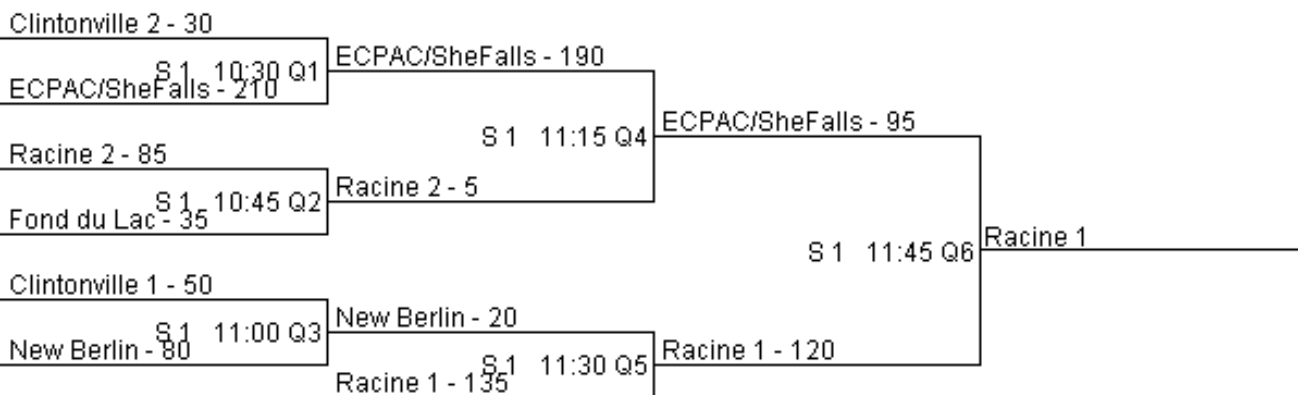 Clintonville 2 - 30
S 1 10:30 Q1
ECPAC/SheFalls - 210
Racine 2 - 85
S 1 10:45 Q2
Fond du Lac - 35
Clintonville 1 - 50
S 1 11:00 Q3
New Berlin - 80
ECPAC/SheFalls - 190
S 1 11:15 Q4
Racine 2 - 5
New Berlin - 20
S 1 11:30 Q5
Racine 1 - 135
ECPAC/SheFalls - 95
S 1 11:45 Q6
Racine 1 - 120
Racine 1